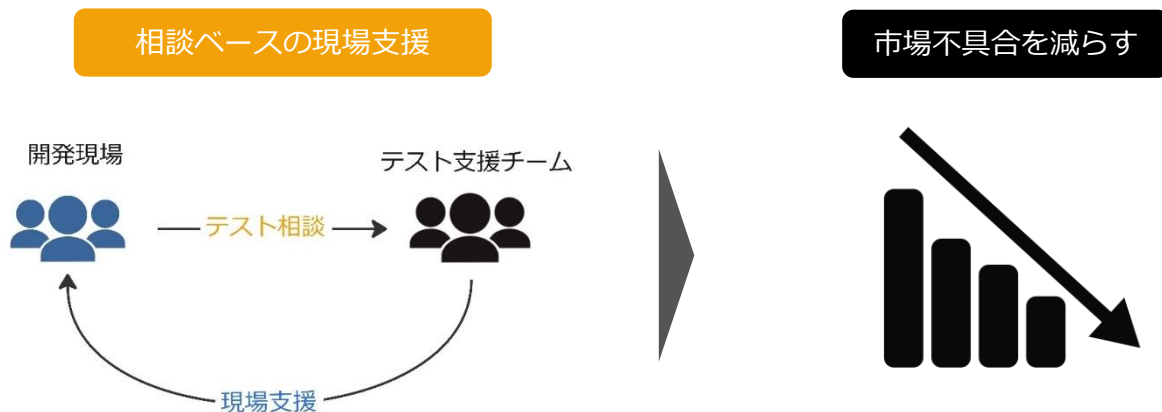 相談ベースの現場支援
市場不具合を減らす
開発現場
テスト支援チーム
テスト相談
現場支援